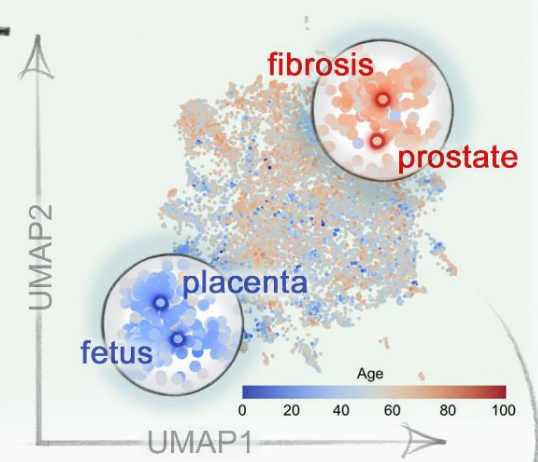 fibrosis
prostate
UMAP2
placenta
fetus
Age
0 20 40 60 80 100
UMAP1